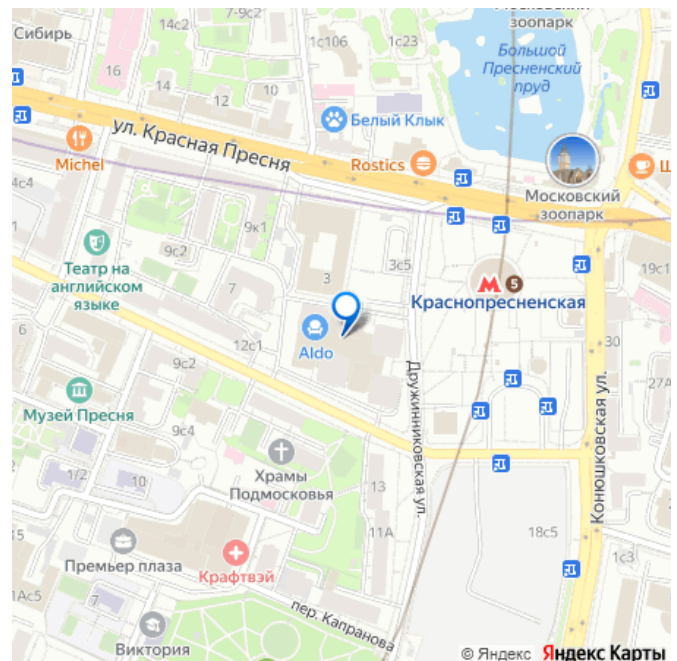 Московский
зоопарк
7-9с2
14с2
Сибирь
1с106
1с23
Большой
Пресненский
пруд
16
14
12
10
Белый Клык
ул. Красная Пресня
Michel
Rostics
Ш
4с4
Московский
зоопарк
9к1
1
Театр на
английском
языке
9с2
3
3с5
19с1
М 5
Краснопресненская
7
6
Aldo
12с1
30
9с2
27А
Музей Пресня
Дружинниковская ул.
Конюшковская ул.
9с4
Храмы
Подмосковья
1/2
10
13
15
11А
18с5
Премьер плаза
Крафтвэй
1с3
1Ас5
7
пер. Капранова
Виктория
© Яндекс Яндекс Карты